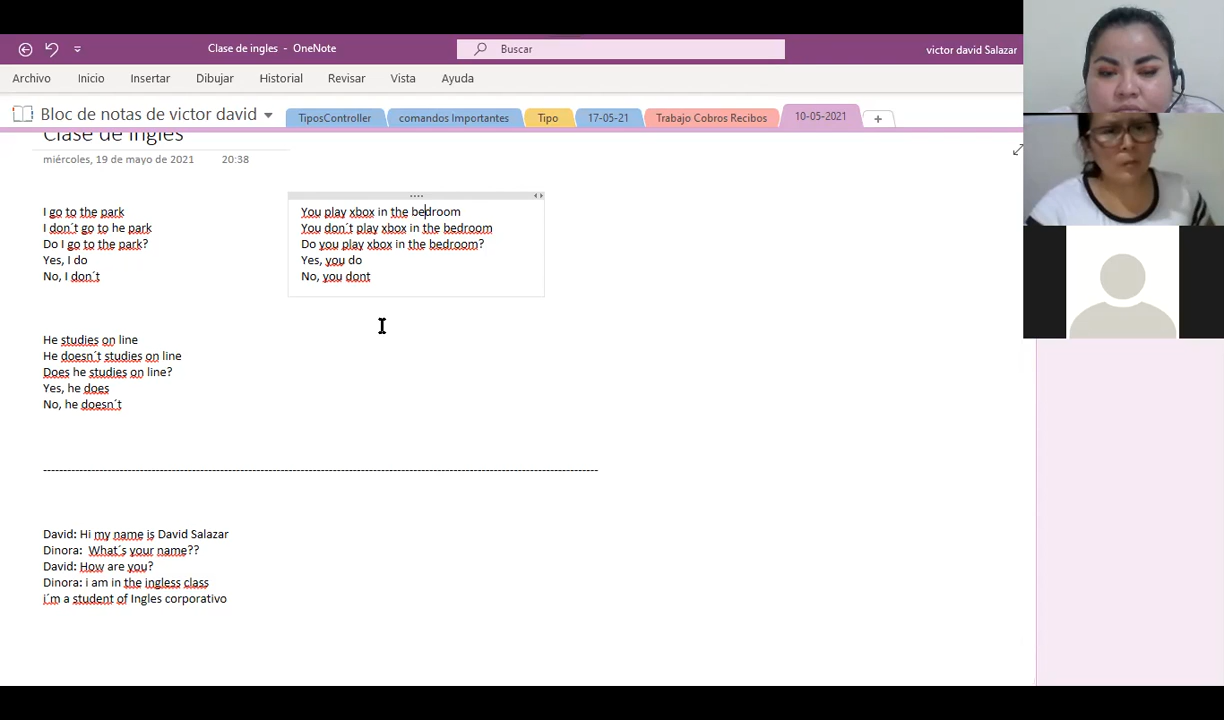 Clase de ingles - OneNote
Buscar
victor david Salazar
Archivo
Inicio
Insertar
Dibujar
Historial
Revisar
Vista
Ayuda
Bloc de notas de victor david
TiposController
comandos Importantes
Tipo
17-05-21
Trabajo Cobros Recibos
10-05-2021
Clase de ingles
miércoles, 19 de mayo de 2021 20:38
I go to the park
I don´t go to he park
Do I go to the park?
Yes, I do
No, I don´t
You play xbox in the bedroom
You don´t play xbox in the bedroom
Do you play xbox in the bedroom?
Yes, you do
No, you dont
He studies on line
He doesn´t studies on line
Does he studies on line?
Yes, he does
No, he doesn´t
--------------------------------------------------------------------------------------------------------------
David: Hi my name is David Salazar
Dinora:  What´s your name??
David: How are you?
Dinora: i am in the ingless class
i´m a student of Ingles corporativo